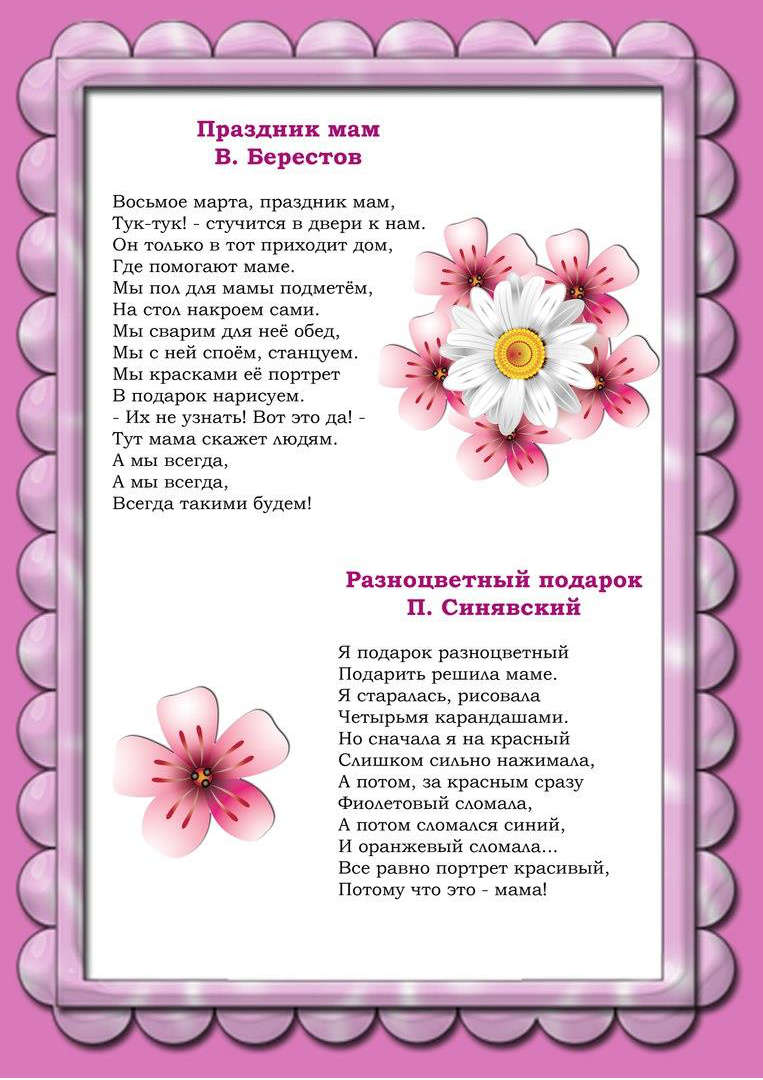 Праздник мам
В. Берестов
Восьмое марта, праздник мам,
Тук-тук! - стучится в двери к нам.
Он только в тот приходит дом,
Где помогают маме.
Мы пол для мамы подметём,
На стол накроем сами.
Мы сварим для неё обед,
Мы с ней споём, станцуем.
Мы красками её портрет
В подарок нарисуем.
- Их не узнать! Вот это да! -
Тут мама скажет людям.
А мы всегда,
А мы всегда,
Всегда такими будем!
Разноцветный подарок
П. Синявский
Я подарок разноцветный
Подарить решила маме.
Я старалась, рисовала
Четырьмя карандашами.
Но сначала я на красный
Слишком сильно нажимала,
А потом, за красным сразу
Фиолетовый сломала,
А потом сломался синий,
И оранжевый сломала...
Все равно портрет красивый,
Потому что это - мама!